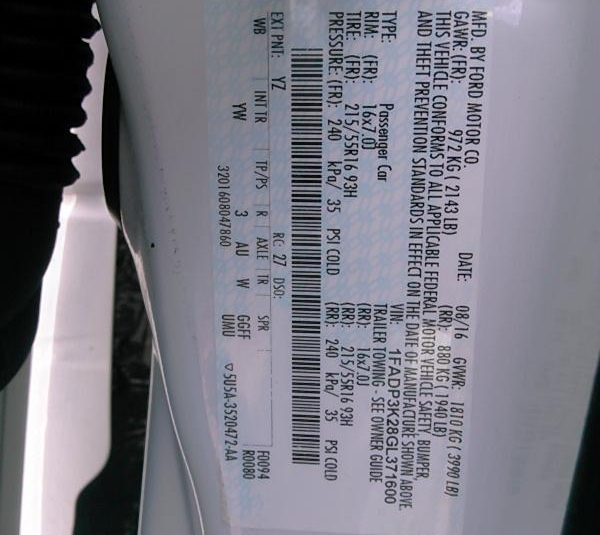 MFD. BY FORD MOTOR CO.
DATE: 08/16 GVWR: 1810 KG ( 3990 LB)
GAWR: (FR): 972 KG ( 2143 LB) (RR): 880 KG ( 1940 LB)
THIS VEHICLE CONFORMS TO ALL APPLICABLE FEDERAL MOTOR VEHICLE SAFETY, BUMPER,
AND THEFT PREVENTION STANDARDS IN EFFECT ON THE DATE OF MANUFACTURE SHOWN ABOVE.
VIN: 1FADP3K28GL371600
TYPE: Passenger Car TRAILER TOWING - SEE OWNER GUIDE
RIM: (FR): 16x7.0J (RR): 16x7.0J
TIRE: (FR): 215/55R16 93H (RR): 215/55R16 93H
PRESSURE: (FR): 240 kPa/ 35 PSI COLD (RR): 240 kPa/ 35 PSI COLD
EXT PNT: YZ RC: 27 DSO: F0094
WB INT TR TP/PS R AXLE TR SPR R0080
YW 3 AU W GGFF
UMU
3201608047860 5U5A-3520472-AA